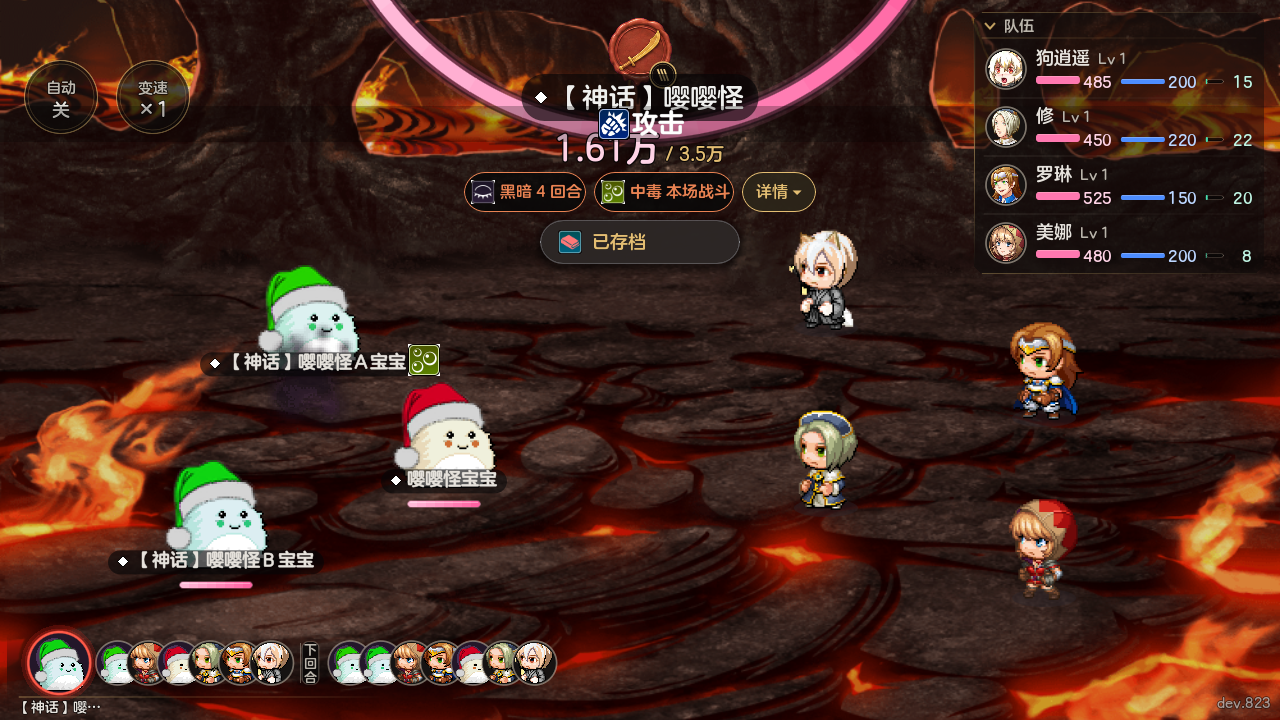 自动
关
变速
×1
【神话】嘤嘤怪
攻击
1.61万 / 3.5万
黑暗 4 回合
中毒 本场战斗
详情
已存档
队伍
狗逍遥 Lv 1
485 200 15
修 Lv 1
450 220 22
罗琳 Lv 1
525 150 20
美娜 Lv 1
480 200 8
【神话】嘤嘤怪A宝宝
嘤嘤怪宝宝
【神话】嘤嘤怪B宝宝
下回合
【神话】嘤…
dev.823